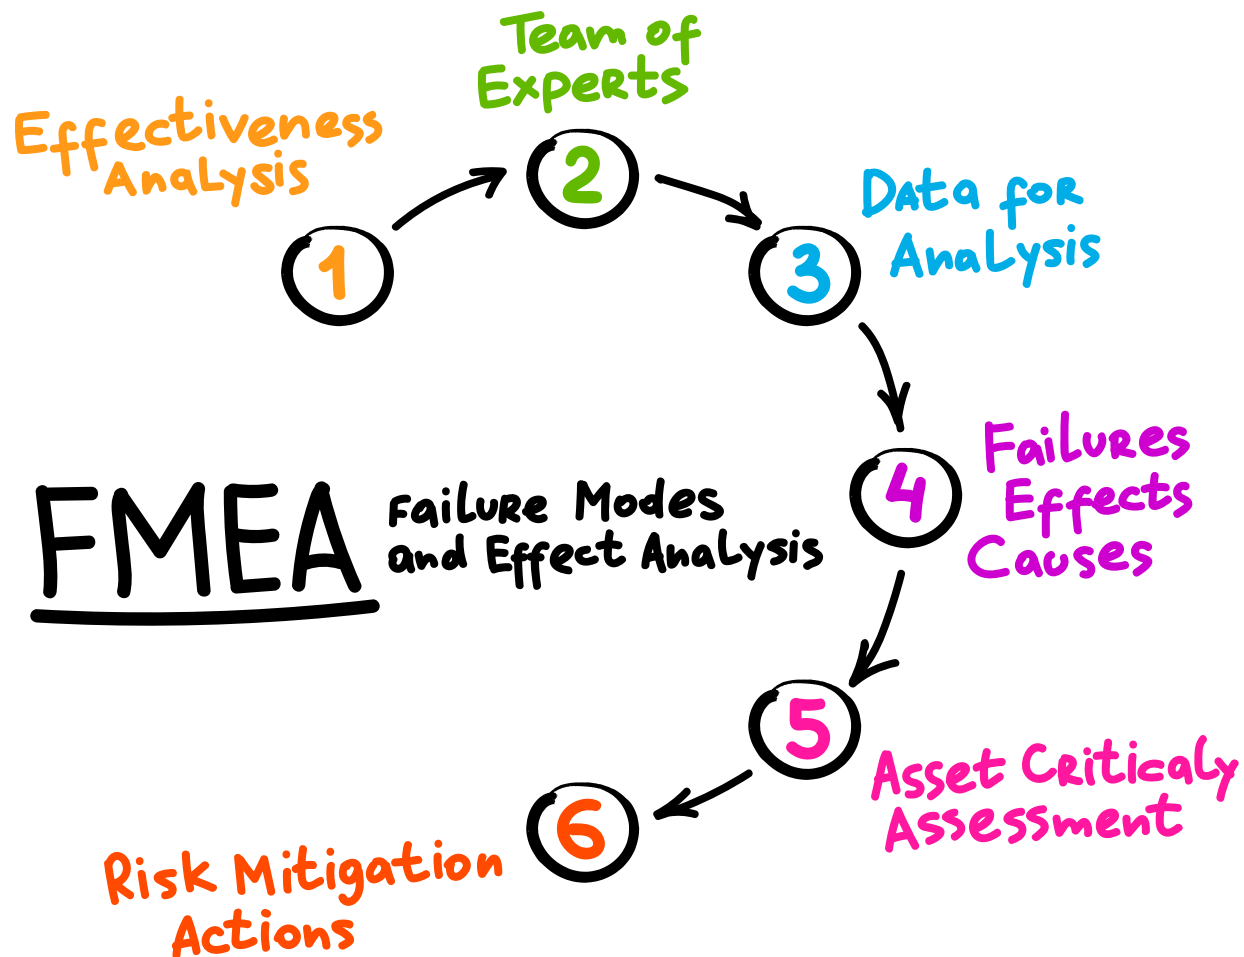 Effectiveness
Analysis
1
Team of
Experts
2
Data for
Analysis
3
Failures
Effects
Causes
4
FMEA
Failure Modes
and Effect Analysis
Asset Criticaly
Assessment
5
Risk Mitigation
Actions
6